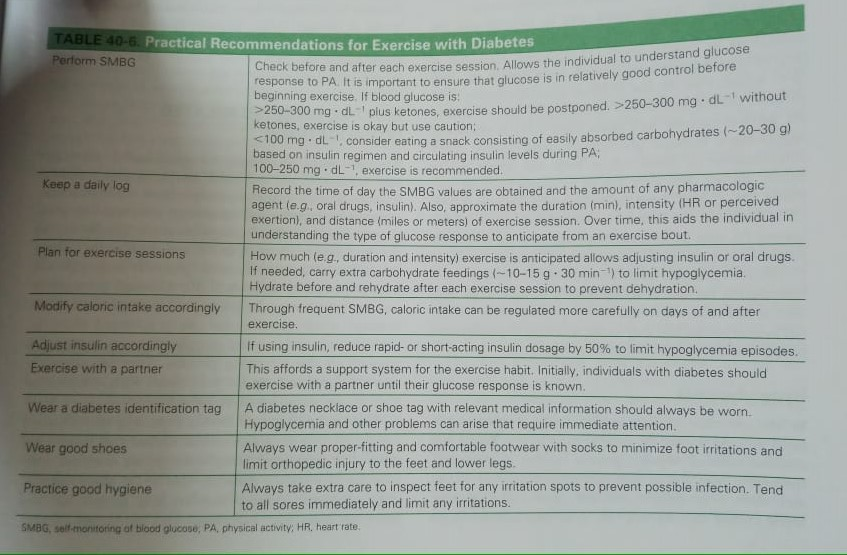 TABLE 40-6. Practical Recommendations for Exercise with Diabetes
Perform SMBG
Check before and after each exercise session. Allows the individual to understand glucose
response to PA. It is important to ensure that glucose is in relatively good control before
beginning exercise. If blood glucose is:
>250–300 mg · dL⁻¹ plus ketones, exercise should be postponed. >250–300 mg · dL⁻¹ without
ketones, exercise is okay but use caution;
<100 mg · dL⁻¹, consider eating a snack consisting of easily absorbed carbohydrates (~20–30 g)
based on insulin regimen and circulating insulin levels during PA;
100–250 mg · dL⁻¹, exercise is recommended.
Keep a daily log
Record the time of day the SMBG values are obtained and the amount of any pharmacologic
agent (e.g., oral drugs, insulin). Also, approximate the duration (min), intensity (HR or perceived
exertion), and distance (miles or meters) of exercise session. Over time, this aids the individual in
understanding the type of glucose response to anticipate from an exercise bout.
Plan for exercise sessions
How much (e.g., duration and intensity) exercise is anticipated allows adjusting insulin or oral drugs.
If needed, carry extra carbohydrate feedings (~10–15 g · 30 min⁻¹) to limit hypoglycemia.
Hydrate before and rehydrate after each exercise session to prevent dehydration.
Modify caloric intake accordingly
Through frequent SMBG, caloric intake can be regulated more carefully on days of and after
exercise.
Adjust insulin accordingly
If using insulin, reduce rapid- or short-acting insulin dosage by 50% to limit hypoglycemia episodes.
Exercise with a partner
This affords a support system for the exercise habit. Initially, individuals with diabetes should
exercise with a partner until their glucose response is known.
Wear a diabetes identification tag
A diabetes necklace or shoe tag with relevant medical information should always be worn.
Hypoglycemia and other problems can arise that require immediate attention.
Wear good shoes
Always wear proper-fitting and comfortable footwear with socks to minimize foot irritations and
limit orthopedic injury to the feet and lower legs.
Practice good hygiene
Always take extra care to inspect feet for any irritation spots to prevent possible infection. Tend
to all sores immediately and limit any irritations.
SMBG, self-monitoring of blood glucose; PA, physical activity; HR, heart rate.